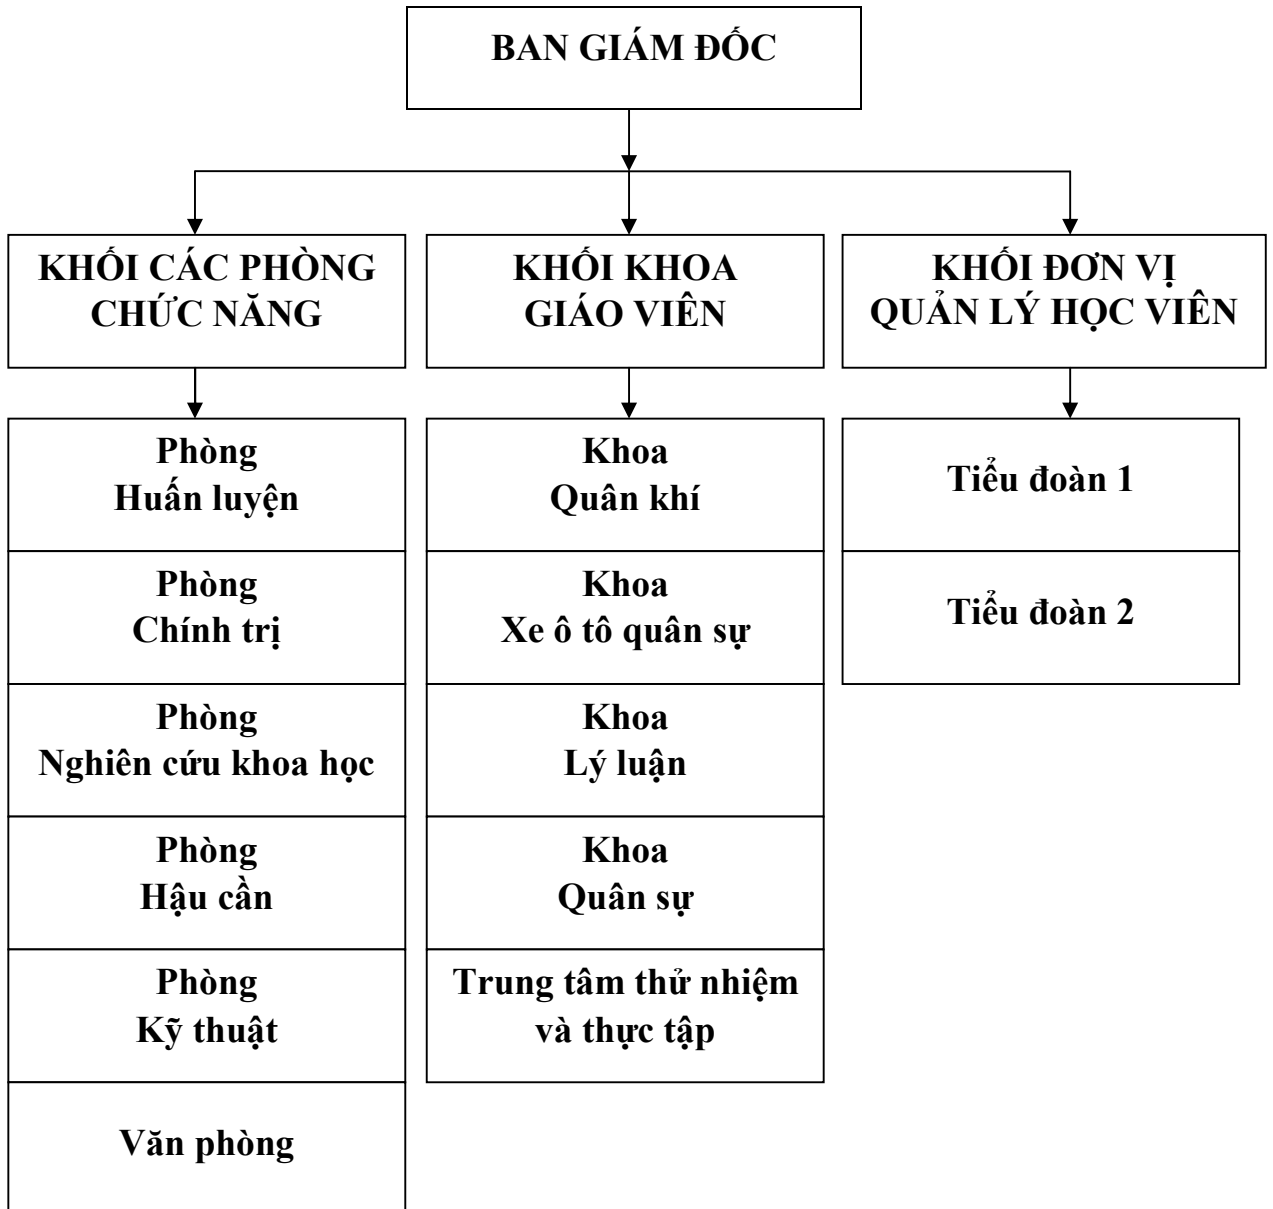 BAN GIÁM ĐỐC
KHỐI CÁC PHÒNG
CHỨC NĂNG
KHỐI KHOA
GIÁO VIÊN
KHỐI ĐƠN VỊ
QUẢN LÝ HỌC VIÊN
Phòng
Huấn luyện
Phòng
Chính trị
Phòng
Nghiên cứu khoa học
Phòng
Hậu cần
Phòng
Kỹ thuật
Văn phòng
Khoa
Quân khí
Khoa
Xe ô tô quân sự
Khoa
Lý luận
Khoa
Quân sự
Trung tâm thử nhiệm
và thực tập
Tiểu đoàn 1
Tiểu đoàn 2